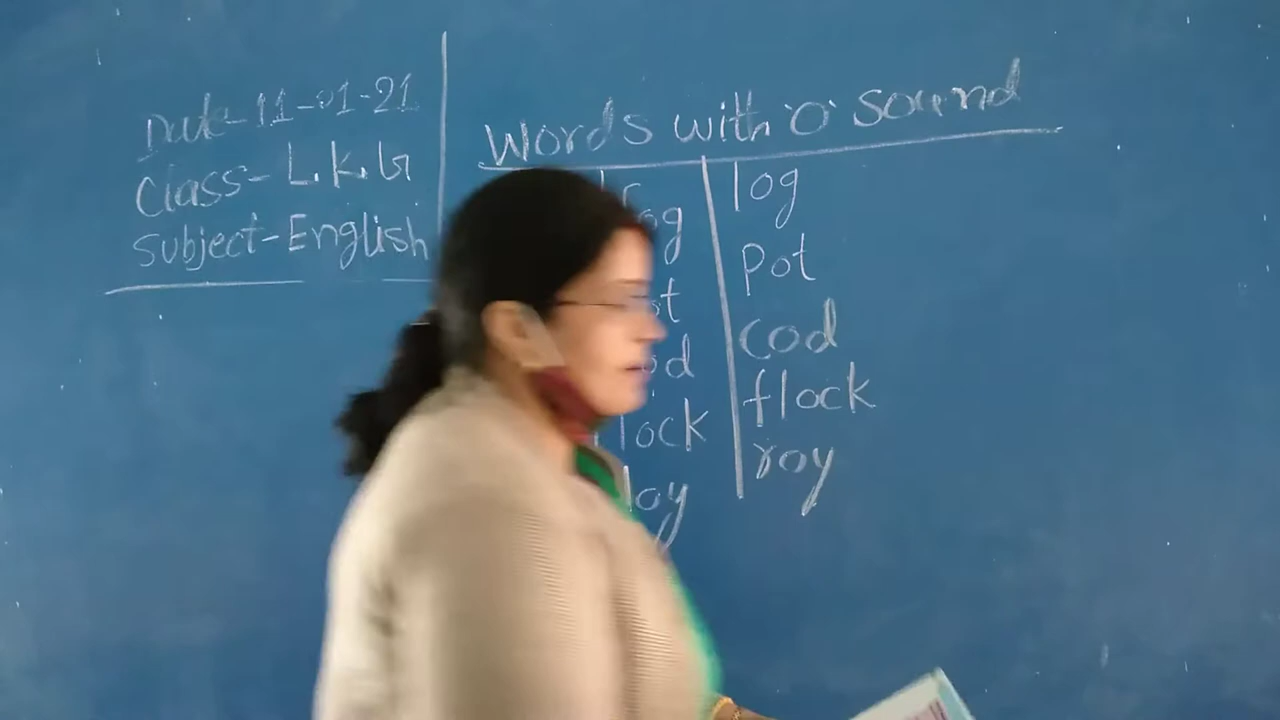 Date-11-01-21
Class- L.K.G
Subject-English
Words with 'O' Sound
log
pot
cod
flock
roy